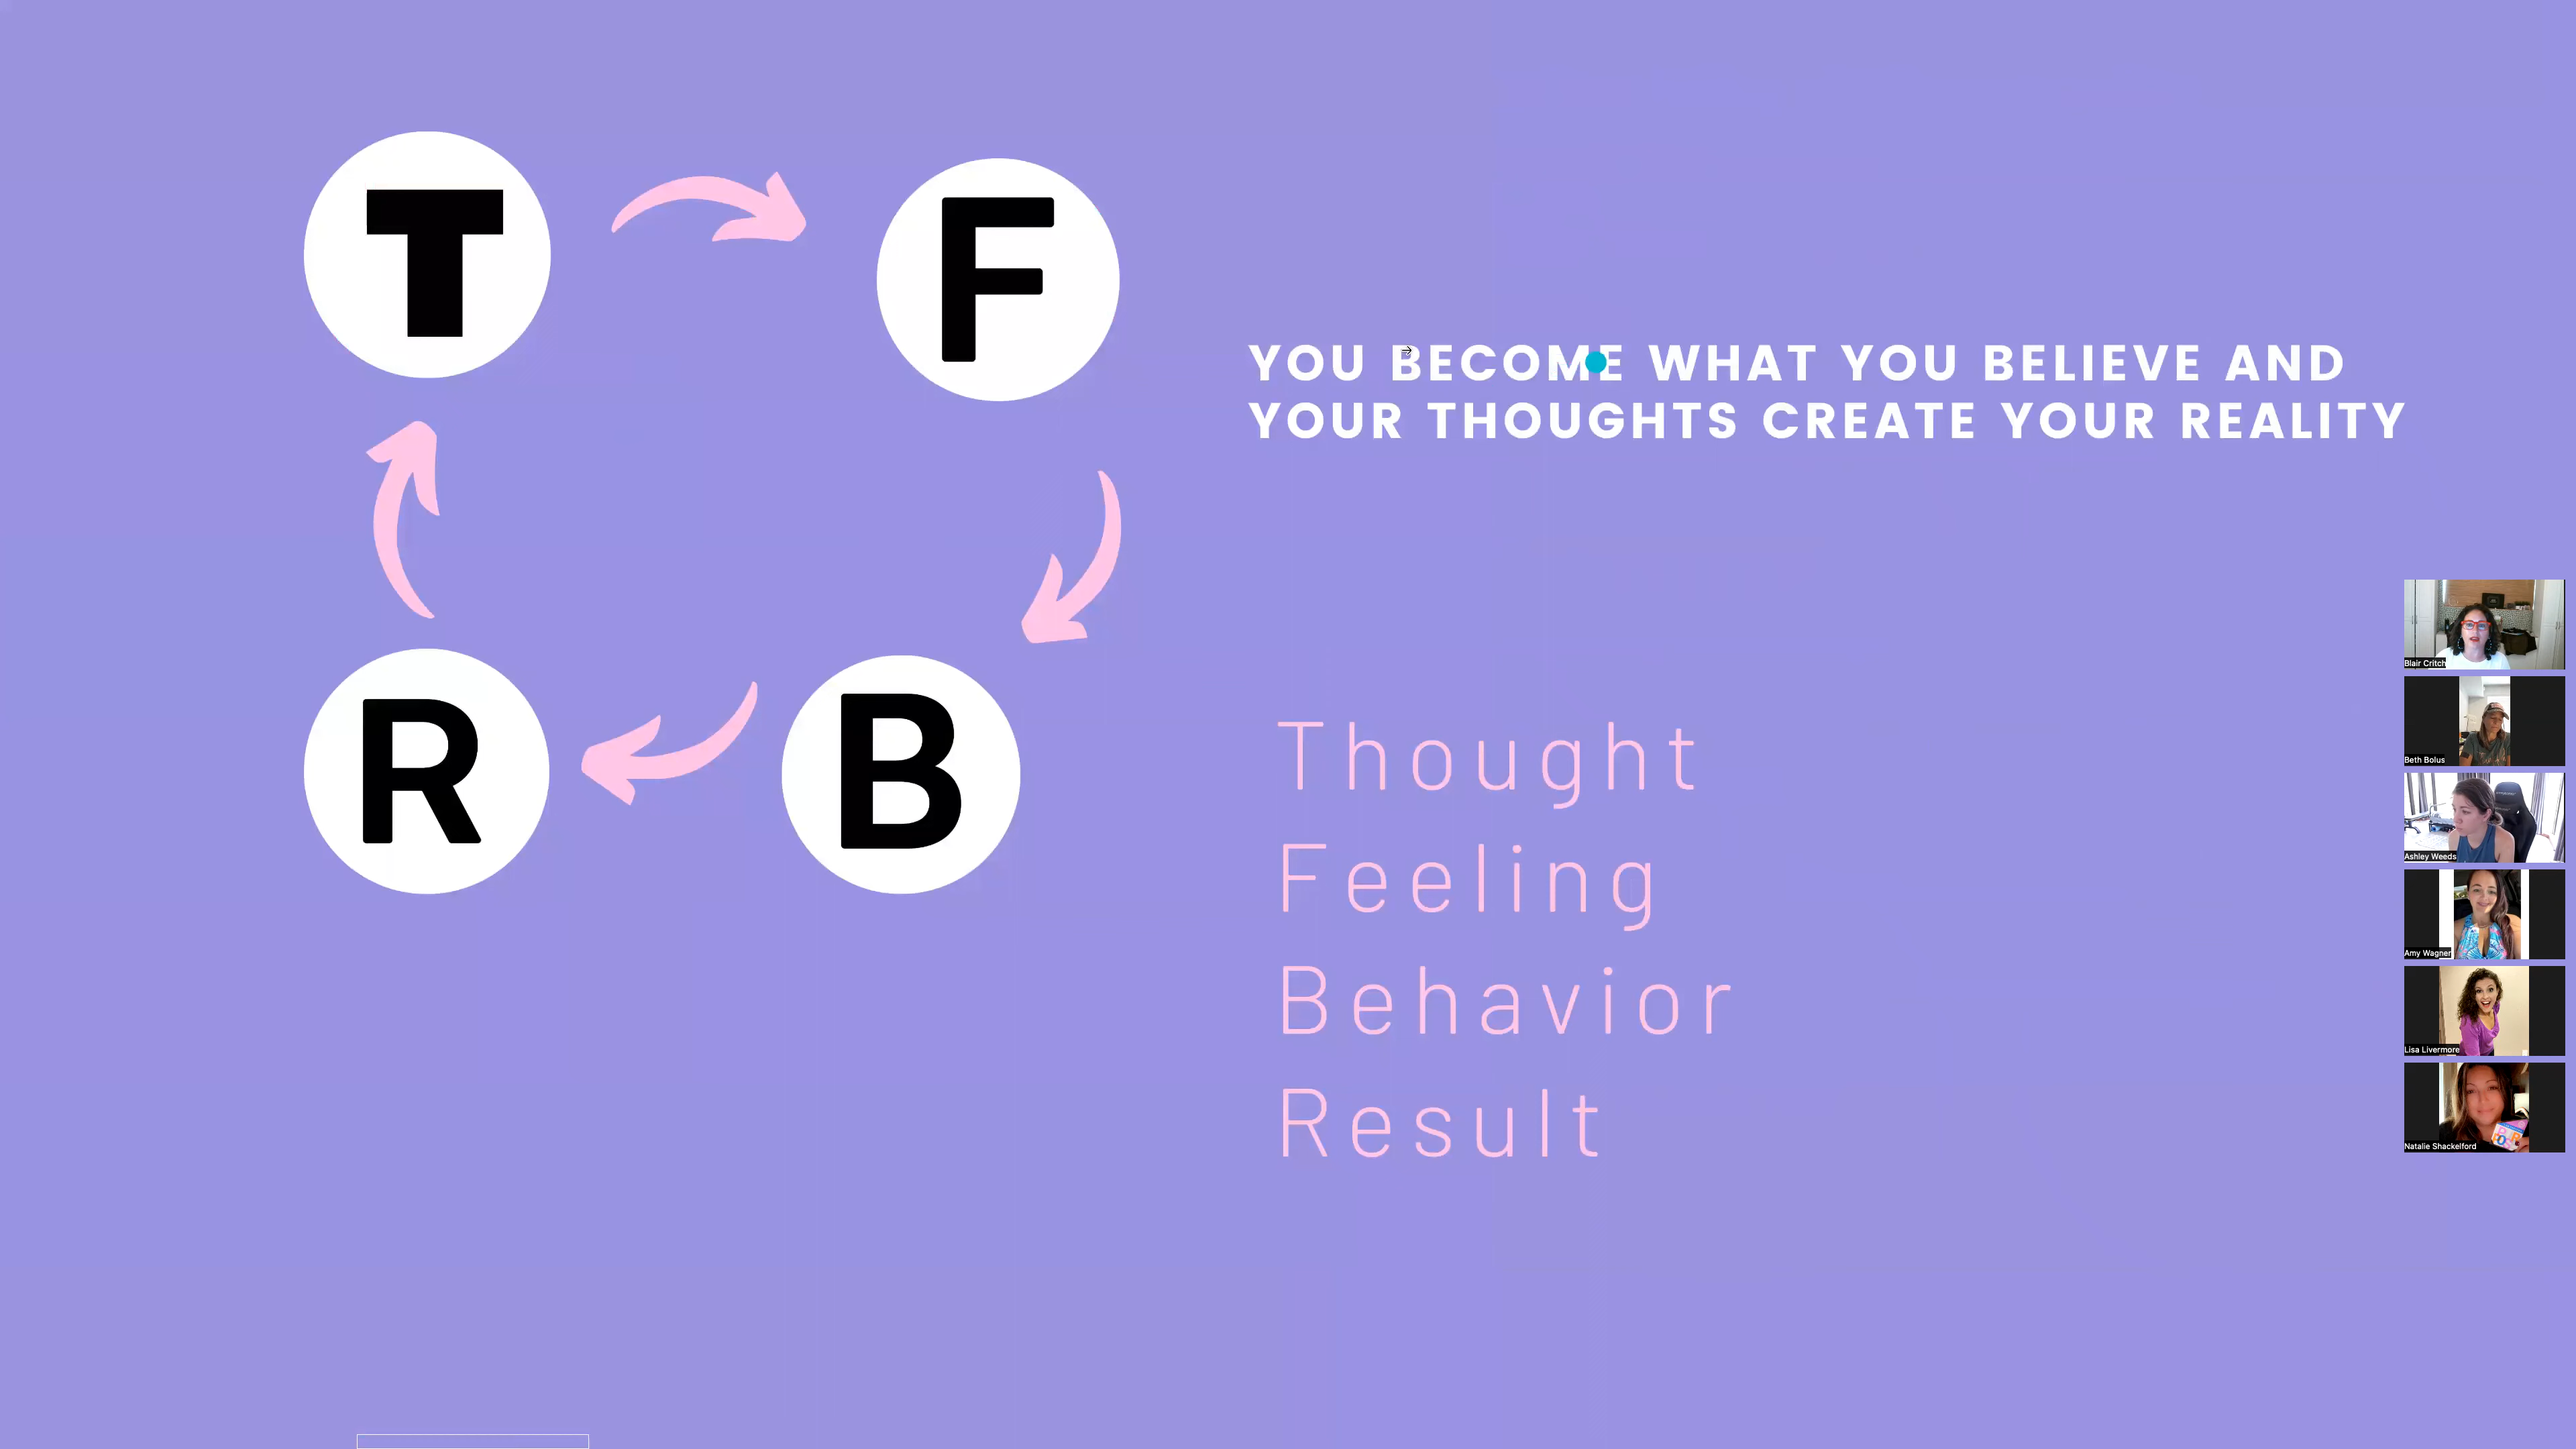 T
F
YOU BECOME WHAT YOU BELIEVE AND
YOUR THOUGHTS CREATE YOUR REALITY
R
B
Thought
Feeling
Behavior
Result
Blair Critch
Beth Bolus
Ashley Weeds
Amy Wagner
Lisa Livermore
Natalie Shackelford